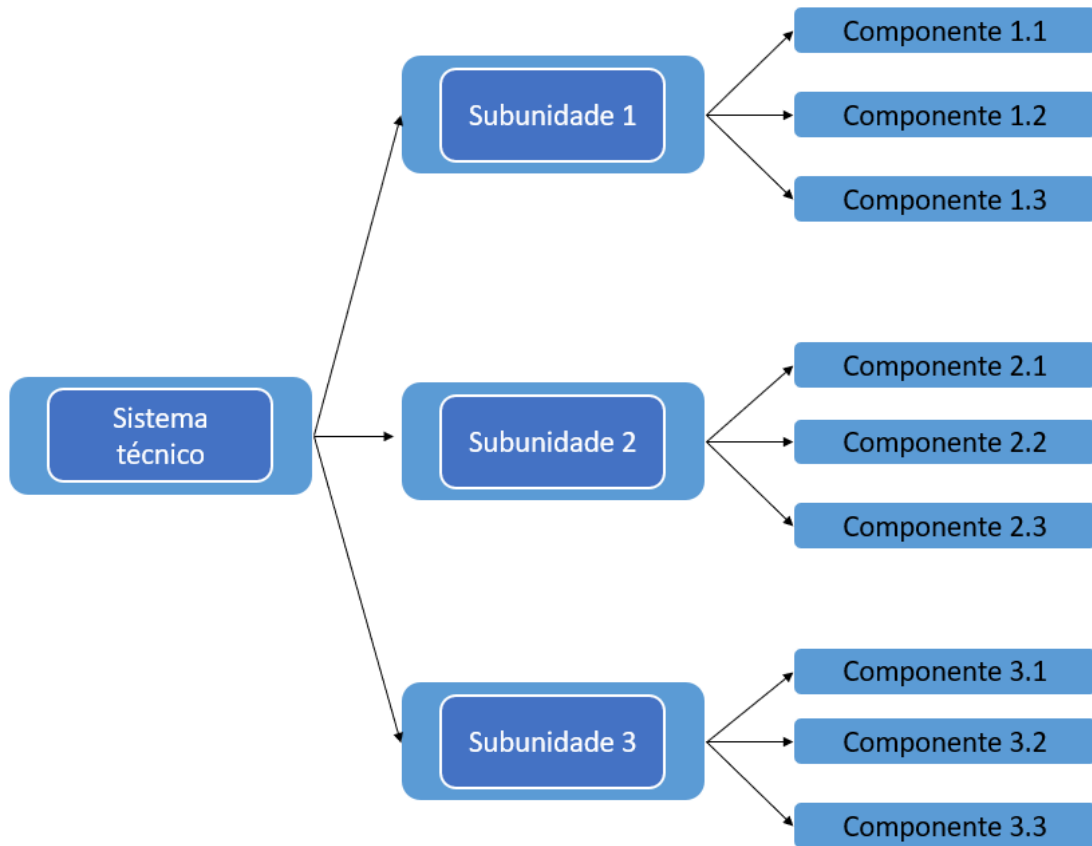 Componente 1.1
Subunidade 1
Componente 1.2
Componente 1.3
Componente 2.1
Sistema
técnico
Subunidade 2
Componente 2.2
Componente 2.3
Componente 3.1
Subunidade 3
Componente 3.2
Componente 3.3